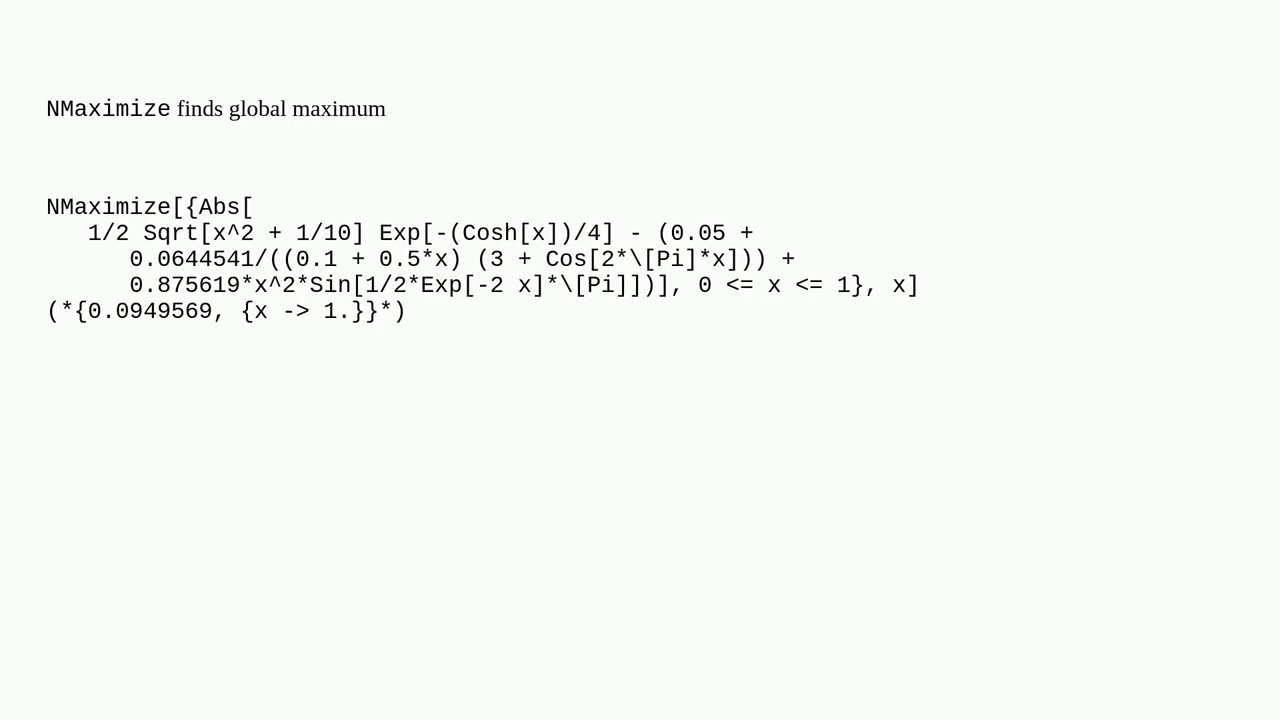 NMaximize finds global maximum
NMaximize[{Abs[
   1/2 Sqrt[x^2 + 1/10] Exp[-(Cosh[x])/4] - (0.05 +
      0.0644541/((0.1 + 0.5*x) (3 + Cos[2*\[Pi]*x])) +
      0.875619*x^2*Sin[1/2*Exp[-2 x]*\[Pi]])], 0 <= x <= 1}, x]
(*{0.0949569, {x -> 1.}}*)